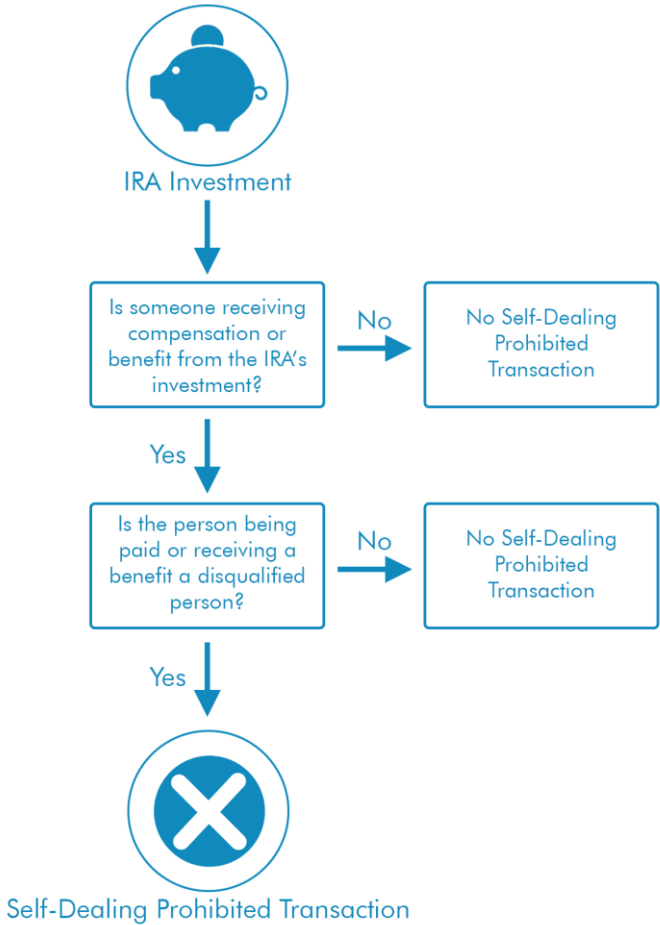 IRA Investment
Is someone receiving
compensation or
benefit from the IRA's
investment?
No
No Self-Dealing
Prohibited
Transaction
Yes
Is the person being
paid or receiving a
benefit a disqualified
person?
No
No Self-Dealing
Prohibited
Transaction
Yes
Self-Dealing Prohibited Transaction